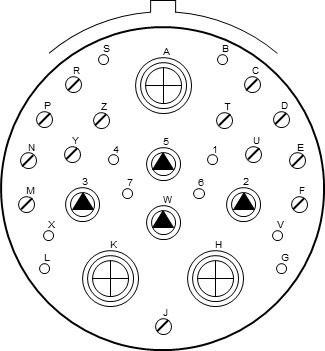 S A B
R C
P Z T D
N Y 4 5 1 U E
M 3 7 W 6 2 F
X V
L K H G
J